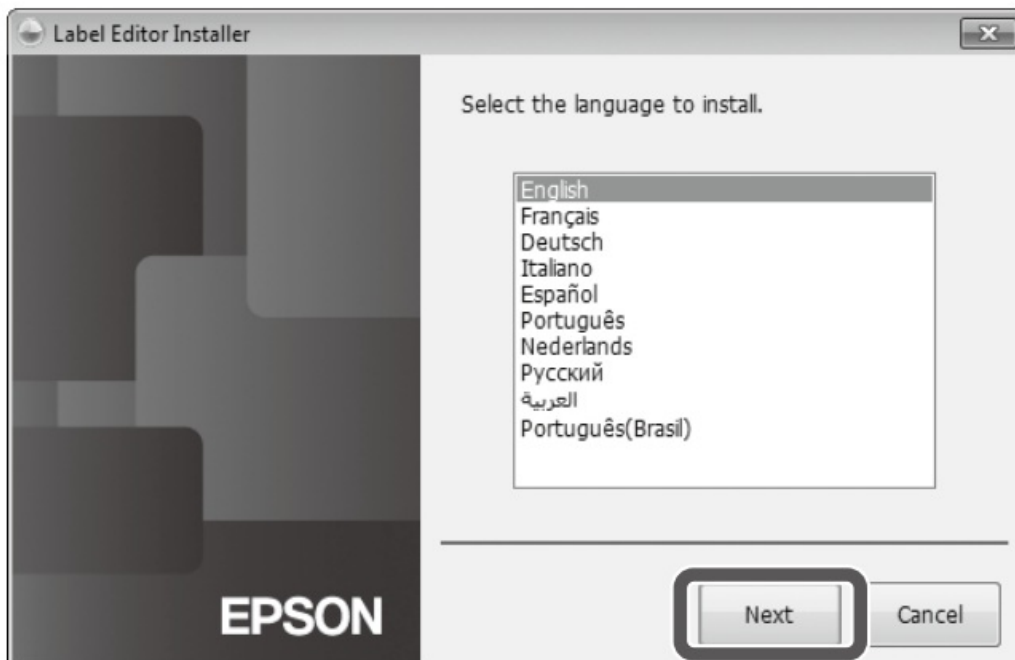 Label Editor Installer
Select the language to install.
English
Français
Deutsch
Italiano
Español
Português
Nederlands
Русский
العربية
Português(Brasil)
EPSON
Next
Cancel